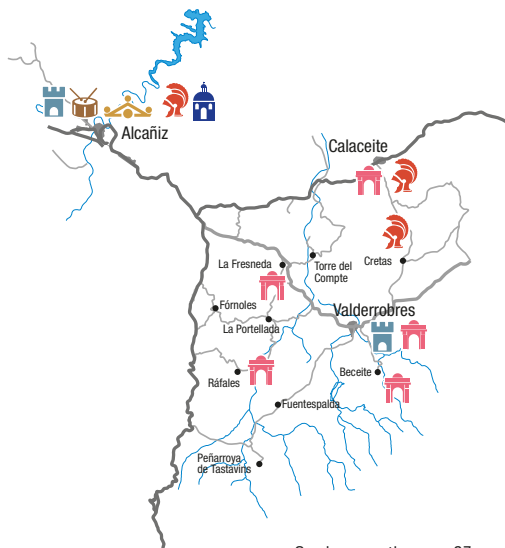 Alcañiz
Calaceite
La Fresneda
Torre del
Compte
Cretas
Fórnoles
Valderrobres
La Portellada
Ráfales
Beceite
Fuentespalda
Peñarroya
de Tastavins